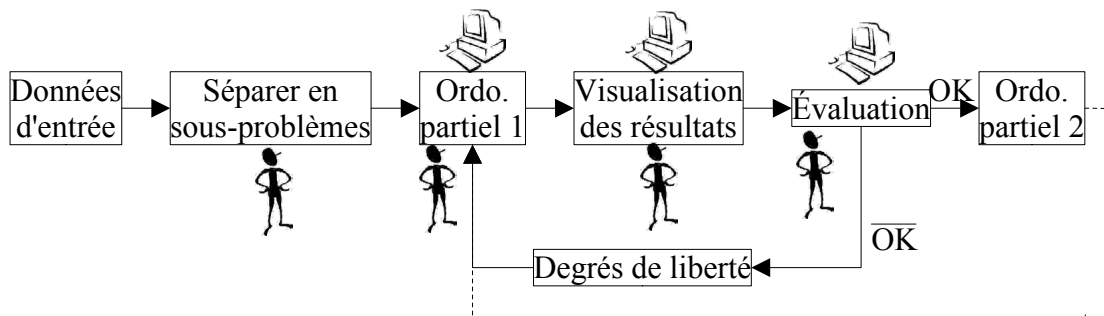 Données
d'entrée
Séparer en
sous-problèmes
Ordo.
partiel 1
Visualisation
des résultats
Évaluation
OK
Ordo.
partiel 2
O̅K̅
Degrés de liberté